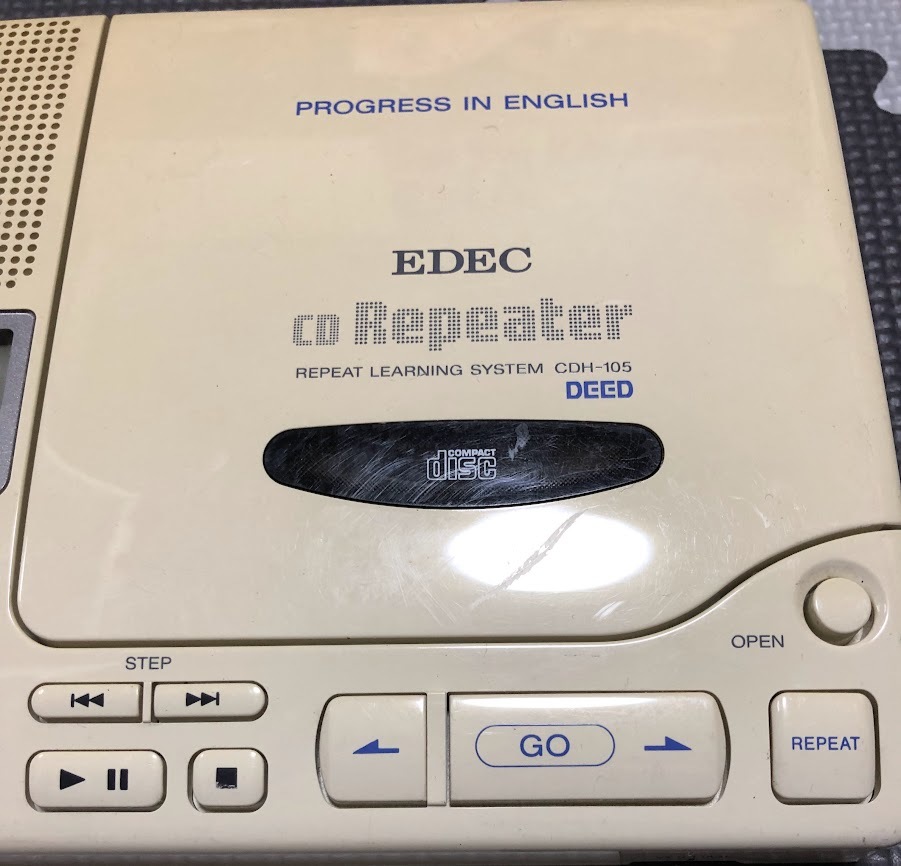 PROGRESS IN ENGLISH
EDEC
CD Repeater
REPEAT LEARNING SYSTEM CDH-105
DEED
COMPACT
disc
OPEN
STEP
GO
REPEAT